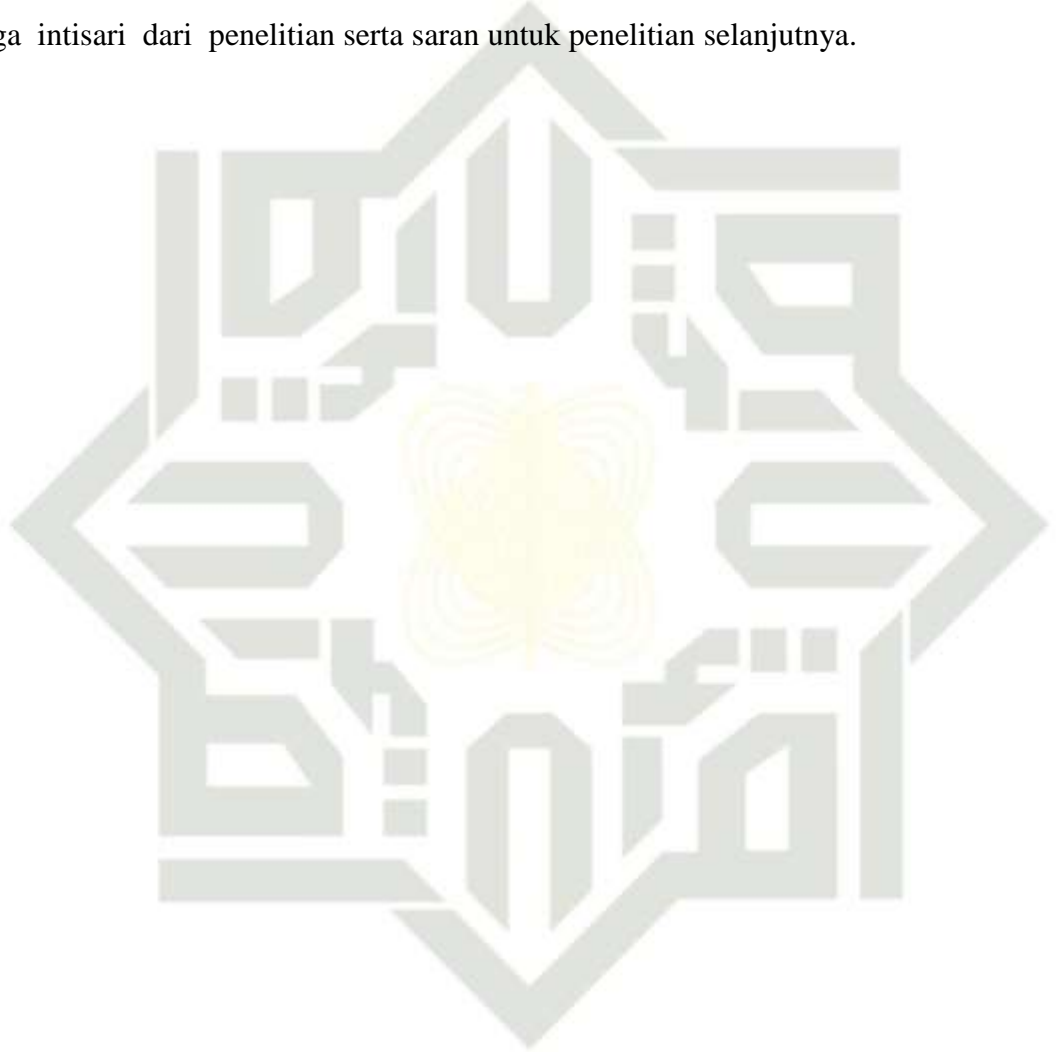 ga intisari dari penelitian serta saran untuk penelitian selanjutnya.